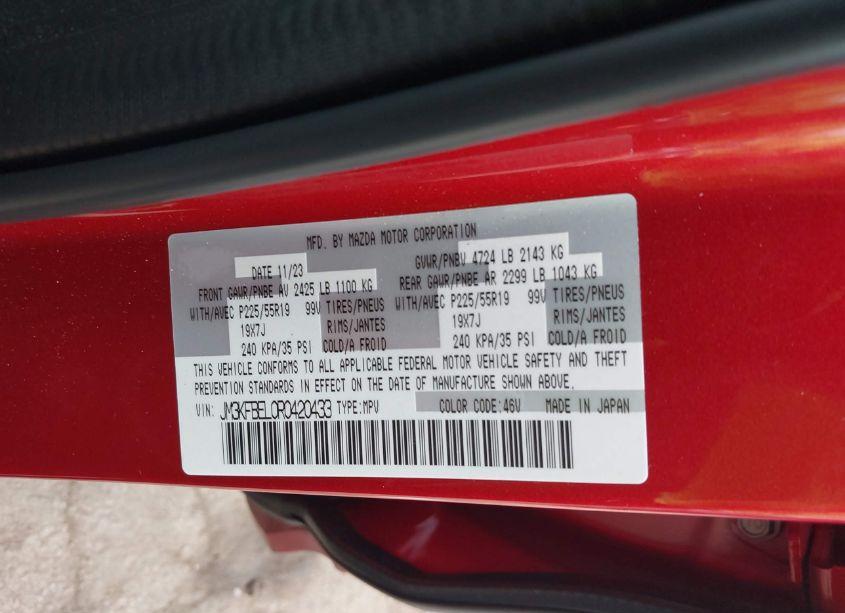 MFD. BY MAZDA MOTOR CORPORATION
DATE 11/23 GVWR/PNBV 4724 LB 2143 KG
FRONT GAWR/PNBE AV 2425 LB 1100 KG REAR GAWR/PNBE AR 2299 LB 1043 KG
WITH/AVEC P225/55R19 99V TIRES/PNEUS WITH/AVEC P225/55R19 99V TIRES/PNEUS
19X7J RIMS/JANTES 19X7J RIMS/JANTES
240 KPA/35 PSI COLD/A FROID 240 KPA/35 PSI COLD/A FROID
THIS VEHICLE CONFORMS TO ALL APPLICABLE FEDERAL MOTOR VEHICLE SAFETY AND THEFT
PREVENTION STANDARDS IN EFFECT ON THE DATE OF MANUFACTURE SHOWN ABOVE.
VIN: JM3KFBEL0R0420433 TYPE:MPV COLOR CODE:46V MADE IN JAPAN